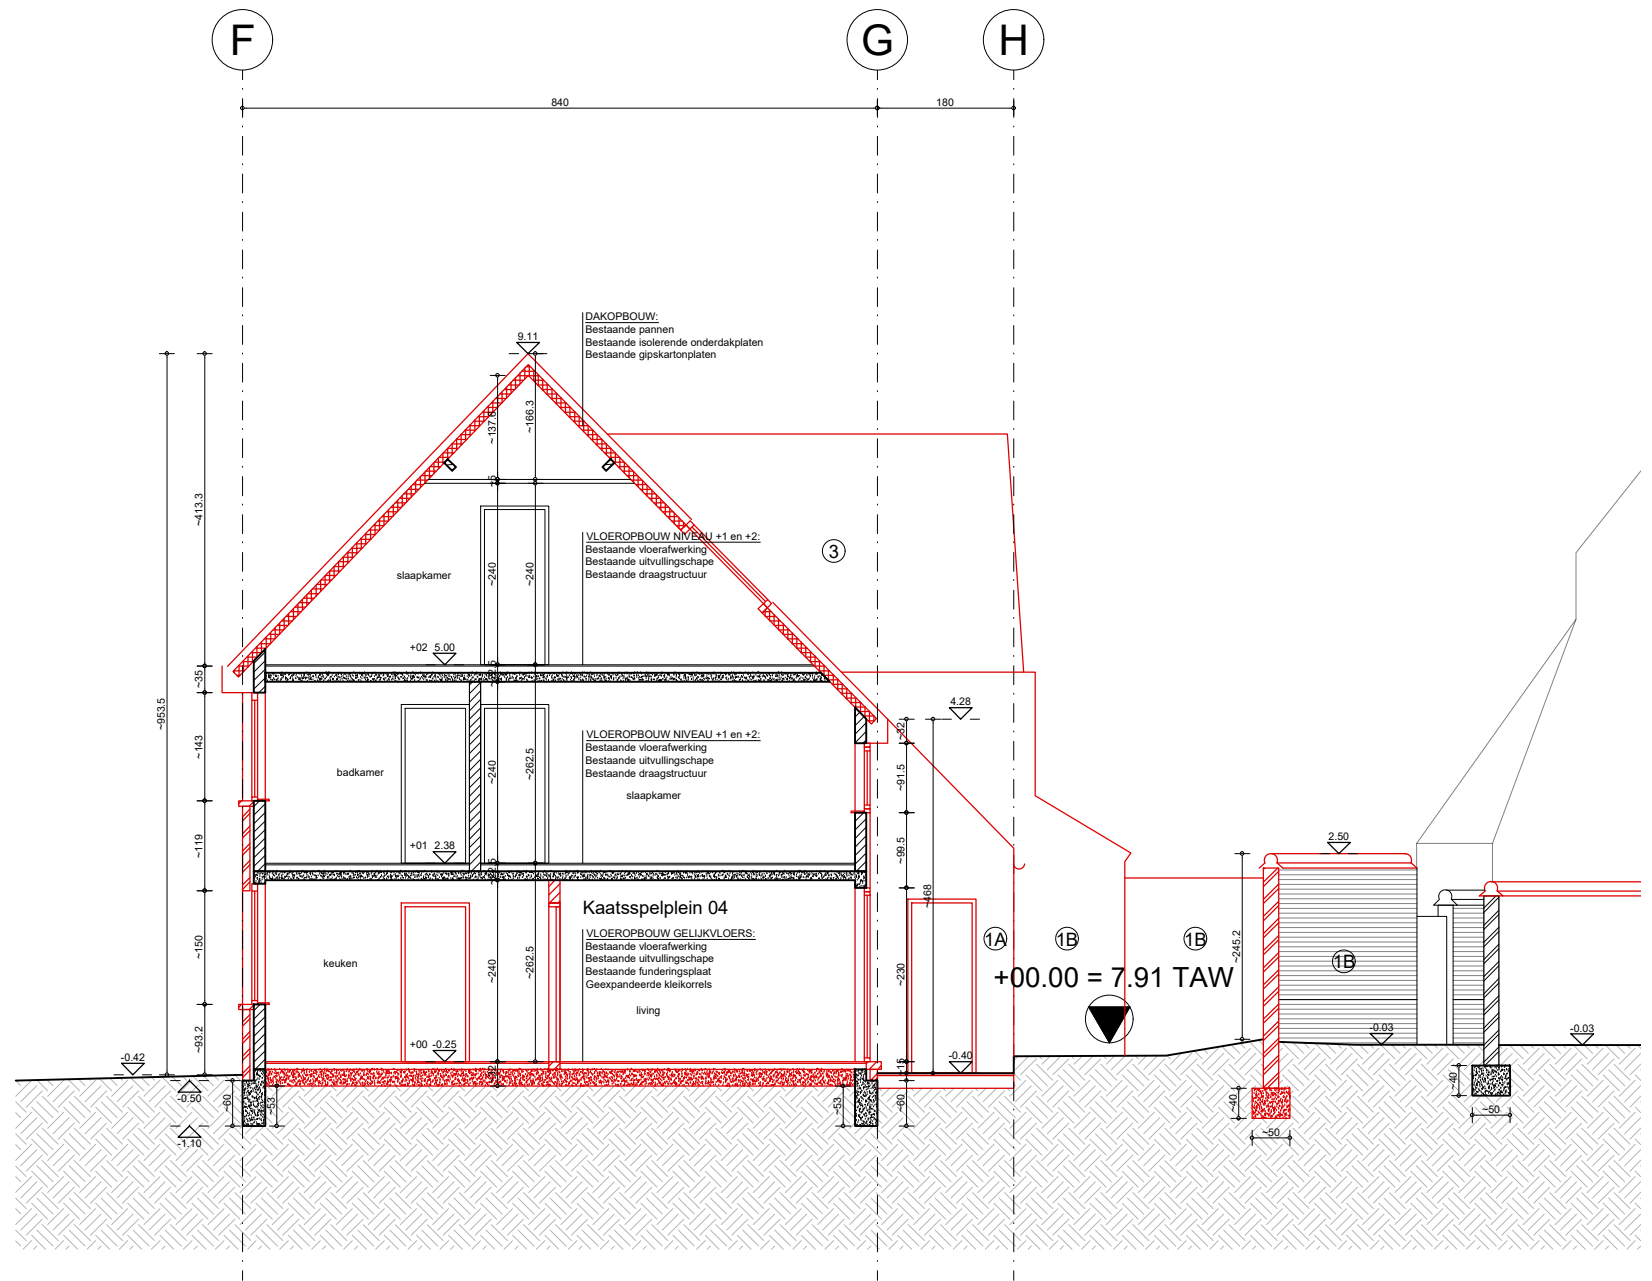 F
G
H
840
180
DAKOPBOUW:
Bestaande pannen
Bestaande isolerende onderdakplaten
Bestaande gipskartonplaten
9.11
~137.6
~166.3
~413.3
~953.5
VLOEROPBOUW NIVEAU +1 en +2:
Bestaande vloerafwerking
Bestaande uitvullingschape
Bestaande draagstructuur
3
slaapkamer
~240
~240
+02 5.00
~35
4.28
~32
~143
VLOEROPBOUW NIVEAU +1 en +2:
Bestaande vloerafwerking
Bestaande uitvullingschape
Bestaande draagstructuur
badkamer
slaapkamer
~240
~262.5
~91.5
~119
+01 2.38
~99.5
~468
2.50
Kaatsspelplein 04
VLOEROPBOUW GELIJKVLOERS:
Bestaande vloerafwerking
Bestaande uitvullingschape
Bestaande funderingsplaat
Geexpandeerde kleikorrels
keuken
living
~150
~240
~262.5
~230
1A
1B
1B
1B
~245.2
+00.00 = 7.91 TAW
~93.2
+00 -0.25
-0.42
-0.40
~15
-0.03
-0.03
-0.50
~60
~53
~53
~60
~40
~50
~40
~50
-1.10